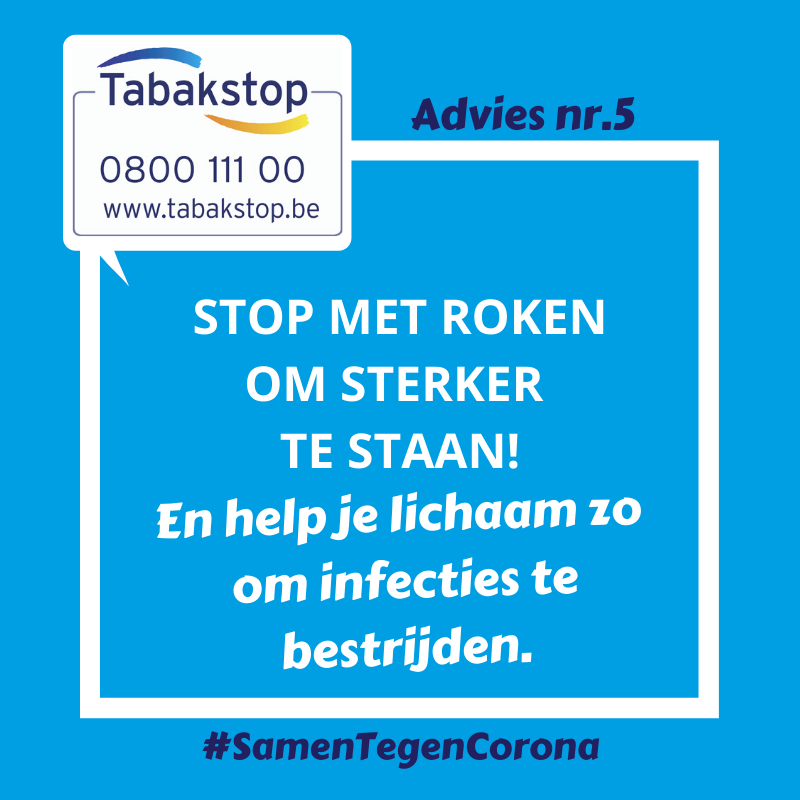 Tabakstop
0800 111 00
www.tabakstop.be
Advies nr.5
STOP MET ROKEN
OM STERKER
TE STAAN!
En help je lichaam zo
om infecties te
bestrijden.
#SamenTegenCorona